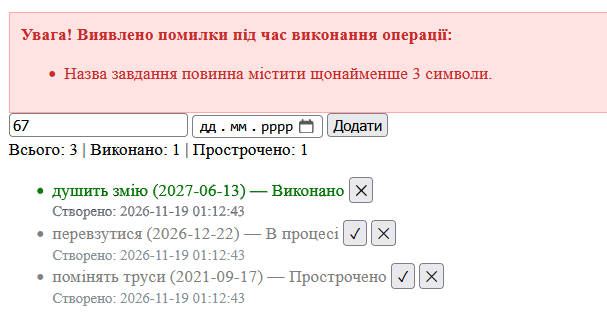 Увага! Виявлено помилки під час виконання операції:
Назва завдання повинна містити щонайменше 3 символи.
67 дд.мм.рррр Додати
Всього: 3 | Виконано: 1 | Прострочено: 1
душить змію (2027-06-13) — Виконано ✕
Створено: 2026-11-19 01:12:43
перевзутися (2026-12-22) — В процесі ✓ ✕
Створено: 2026-11-19 01:12:43
помінять труси (2021-09-17) — Прострочено ✓ ✕
Створено: 2026-11-19 01:12:43